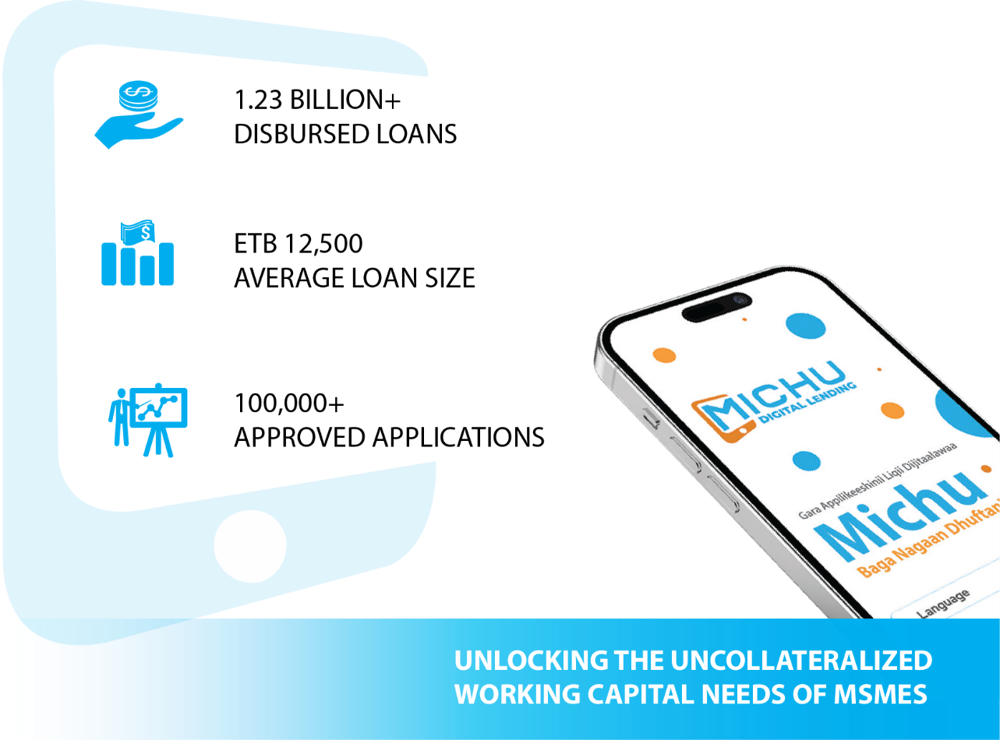 1.23 BILLION+
DISBURSED LOANS
ETB 12,500
AVERAGE LOAN SIZE
100,000+
APPROVED APPLICATIONS
MICHU
DIGITAL LENDING
Gara Appilikeeshinii Liqii Dijitaalawaa
Michu
Baga Nagaan Dhuftan
Language
UNLOCKING THE UNCOLLATERALIZED
WORKING CAPITAL NEEDS OF MSMES